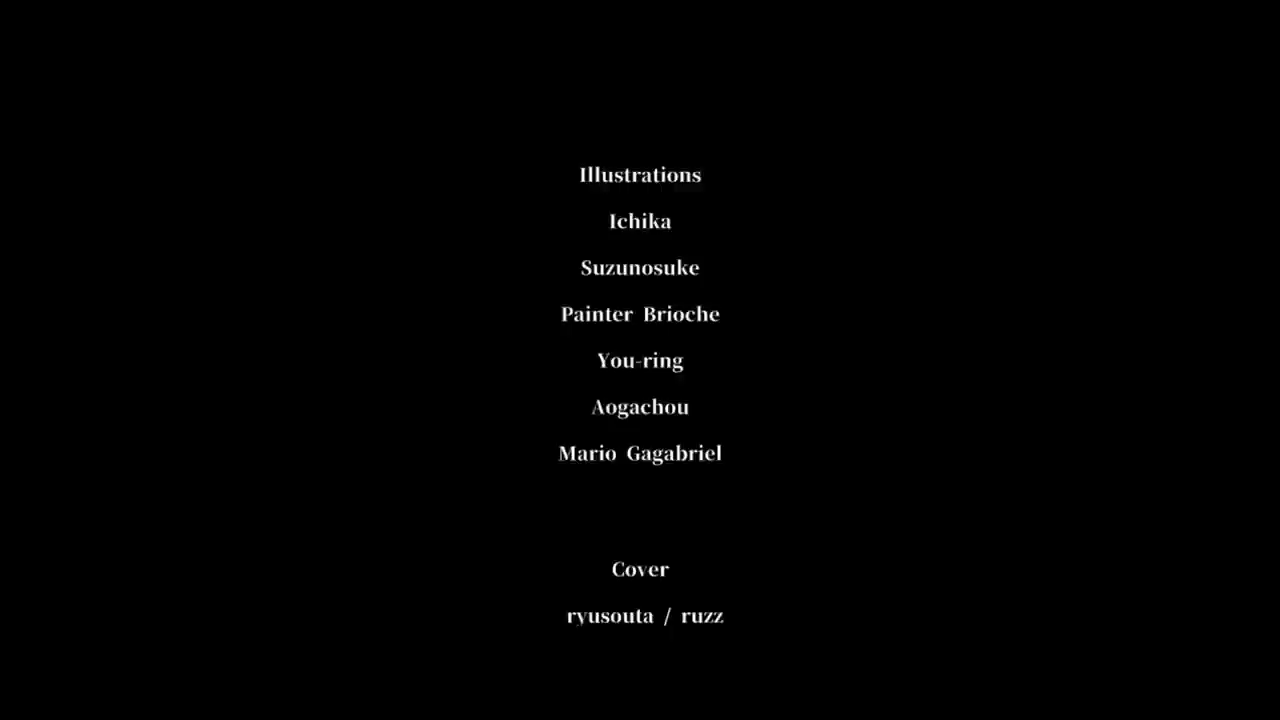 Illustrations
Ichika
Suzunosuke
Painter Brioche
You-ring
Aogachou
Mario Gagabriel
Cover
ryusouta / ruzz